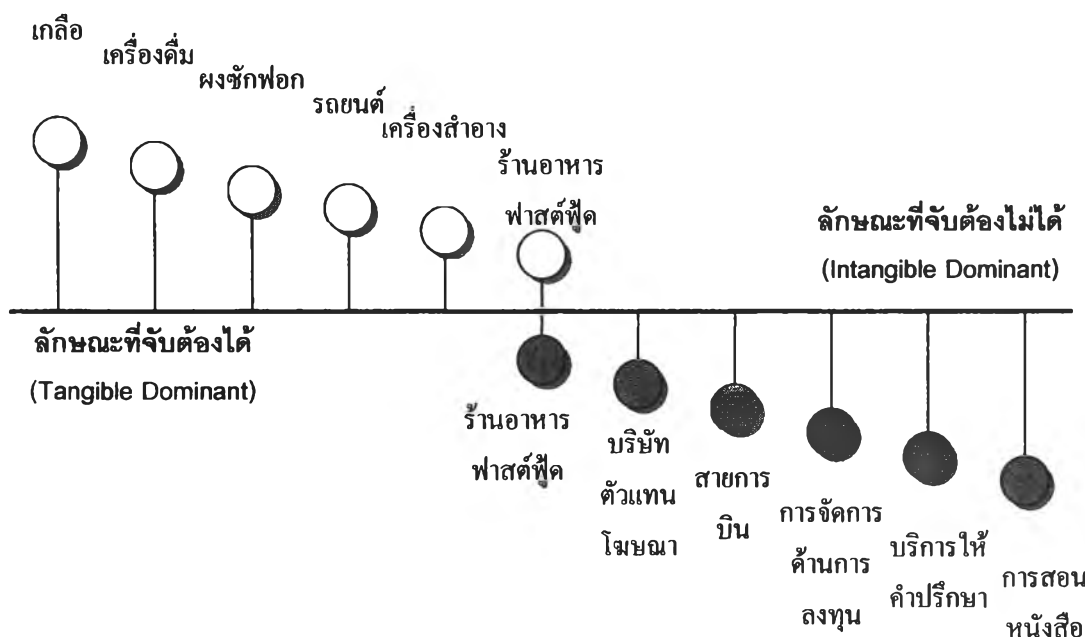 เกลือ
เครื่องดื่ม
ผงซักฟอก
รถยนต์
เครื่องสำอาง
ร้านอาหาร
ฟาสต์ฟู้ด
ลักษณะที่จับต้องไม่ได้
(Intangible Dominant)
ลักษณะที่จับต้องได้
(Tangible Dominant)
ร้านอาหาร
ฟาสต์ฟู้ด
บริษัท
ตัวแทน
โฆษณา
สายการ
บิน
การจัดการ
ด้านการ
ลงทุน
บริการให้
คำปรึกษา
การสอน
หนังสือ